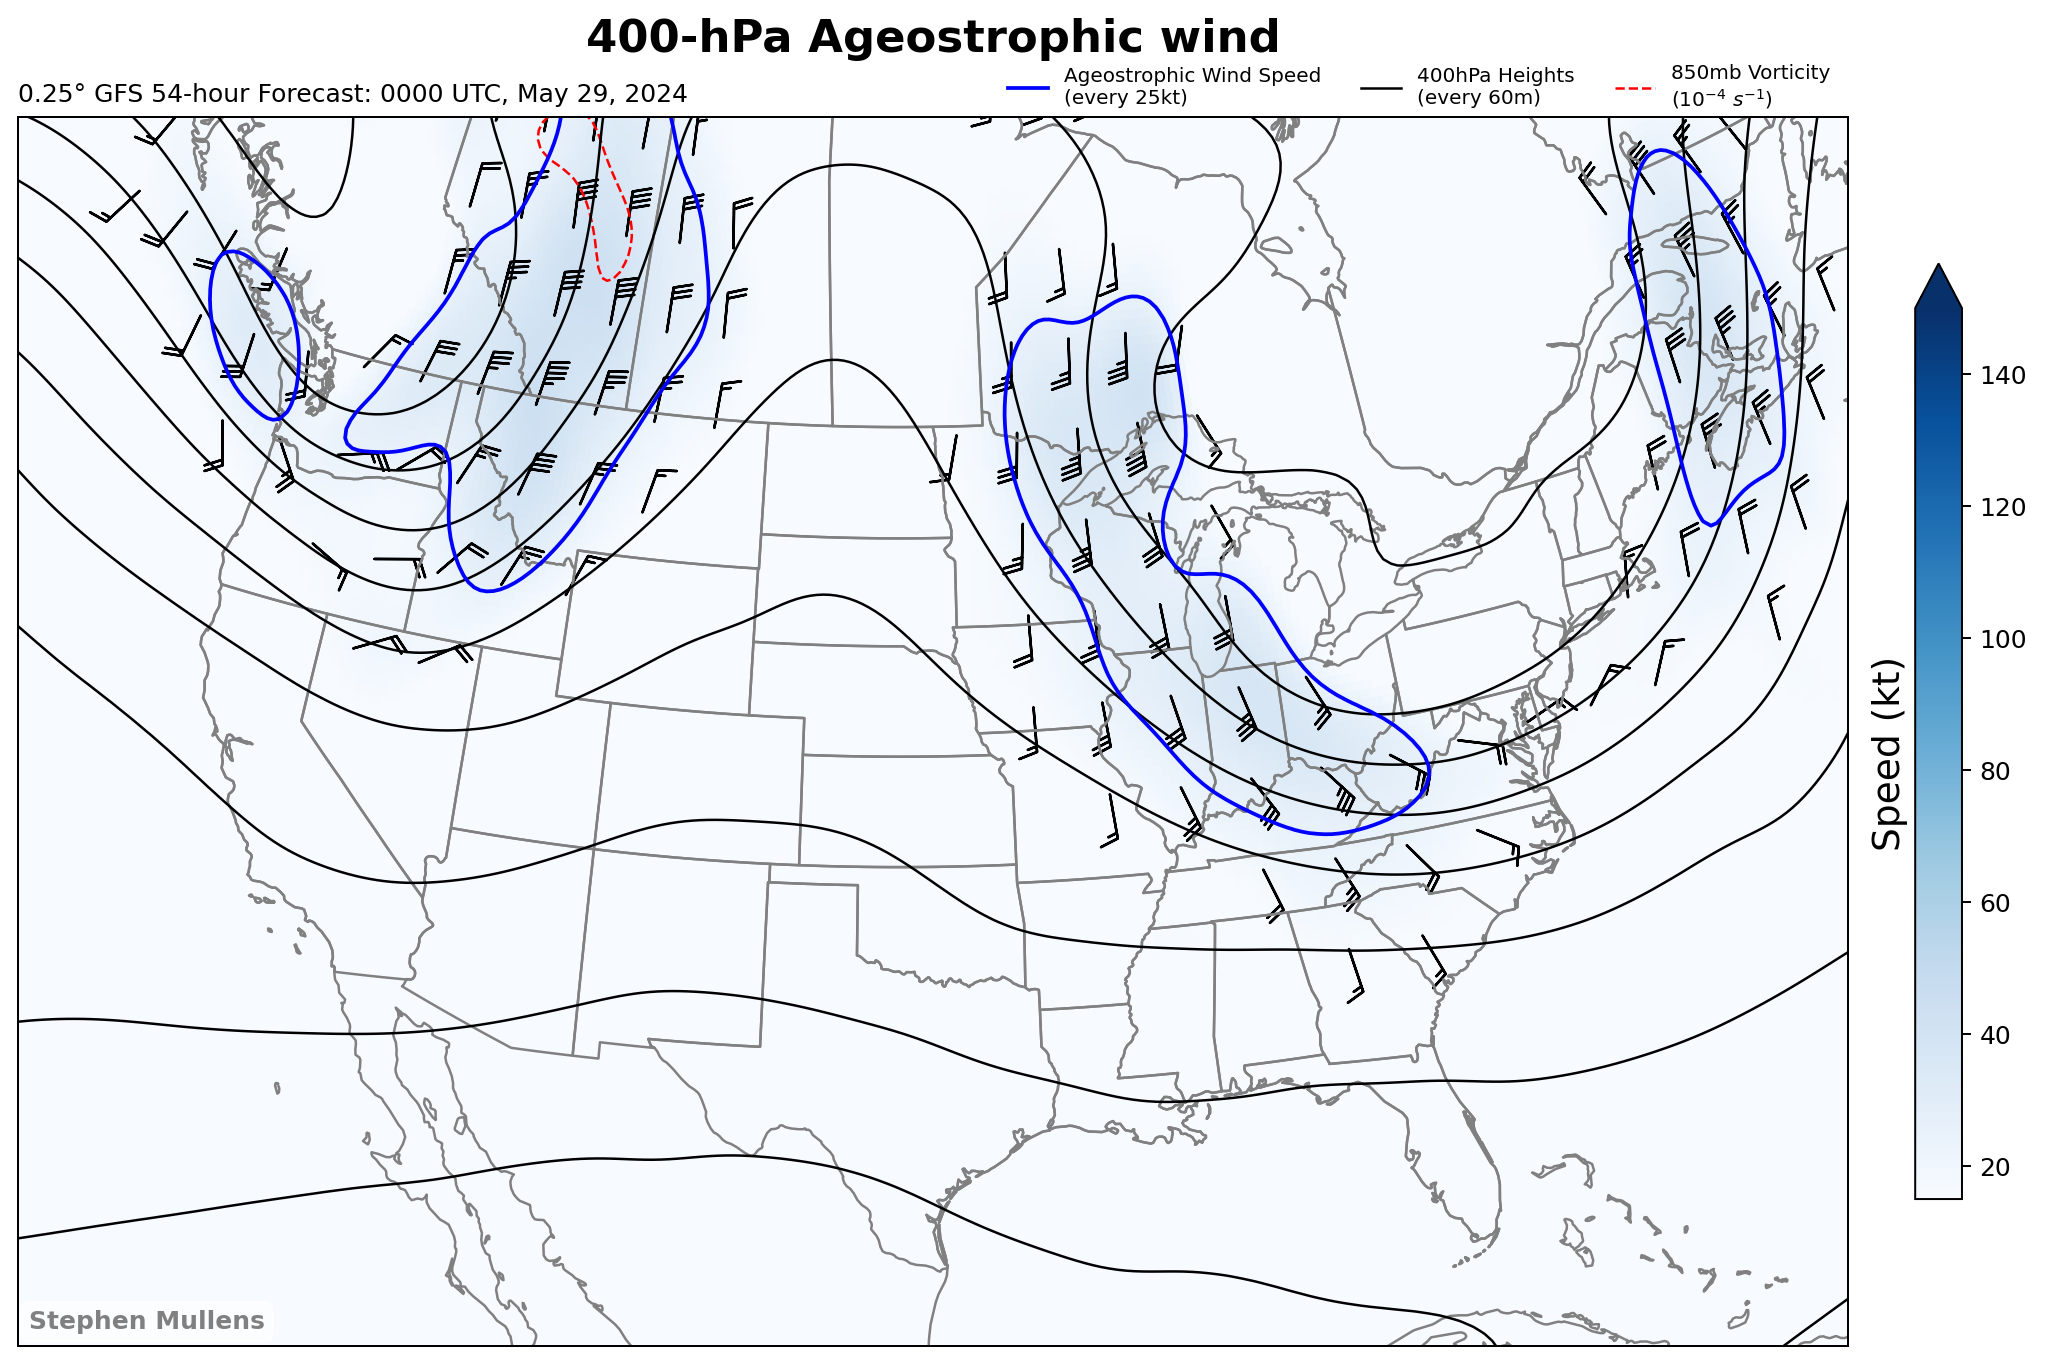 400-hPa Ageostrophic wind
0.25° GFS 54-hour Forecast: 0000 UTC, May 29, 2024
Ageostrophic Wind Speed
(every 25kt)
400hPa Heights
(every 60m)
850mb Vorticity
(10⁻⁴ s⁻¹)
140
120
100
80
60
40
20
Speed (kt)
Stephen Mullens